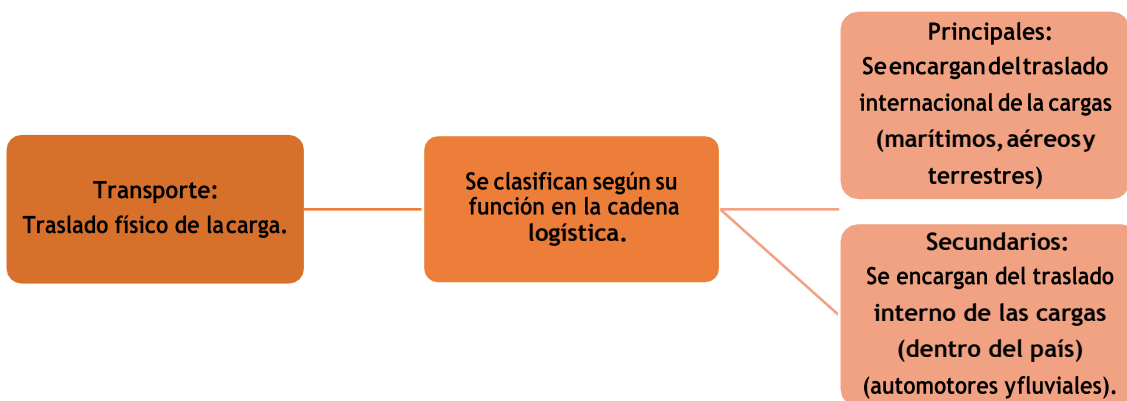 Transporte:
Traslado físico de lacarga.
Se clasifican según su
función en la cadena
logística.
Principales:
Seencargandeltraslado
internacional de la cargas
(marítimos, aéreosy
terrestres)
Secundarios:
Se encargan del traslado
interno de las cargas
(dentro del país)
(automotores yfluviales).